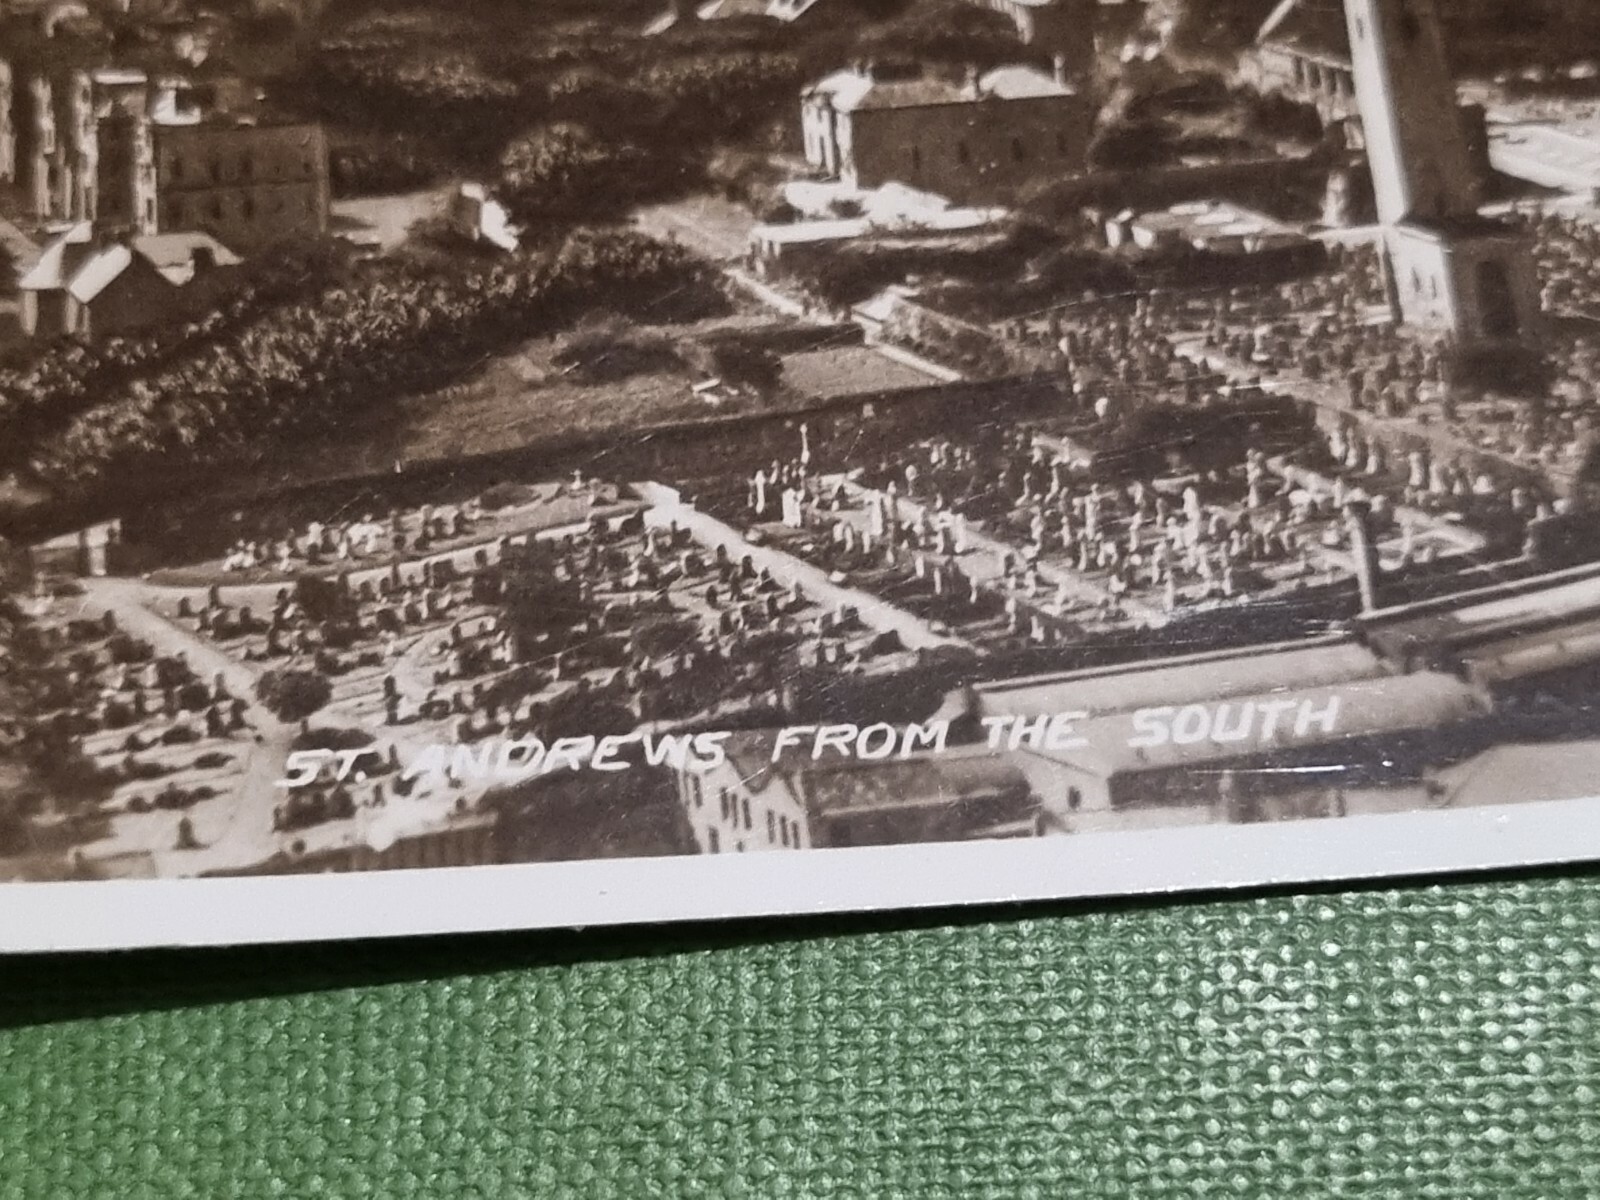 ST. ANDREWS FROM THE SOUTH